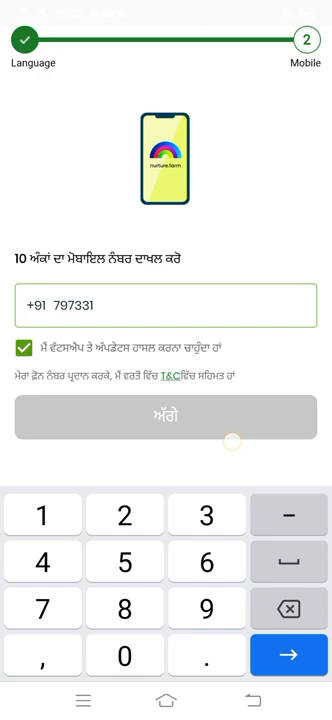 2
Language
Mobile
nurture.farm
10 ਅੰਕਾਂ ਦਾ ਮੋਬਾਇਲ ਨੰਬਰ ਦਾਖਲ ਕਰੋ
+91 797331
ਮੈਂ ਵੱਟਸਐਪ ਤੇ ਅੱਪਡੇਟਸ ਹਾਸਲ ਕਰਨਾ ਚਾਹੁੰਦਾ ਹਾਂ
ਮੇਰਾ ਫ਼ੋਨ ਨੰਬਰ ਪ੍ਰਦਾਨ ਕਰਕੇ, ਮੈਂ ਵਰਤੋਂ ਵਿੱਚ T&Cਵਿੱਚ ਸਹਿਮਤ ਹਾਂ
ਅੱਗੇ
1 2 3 –
4 5 6
7 8 9
, 0 .